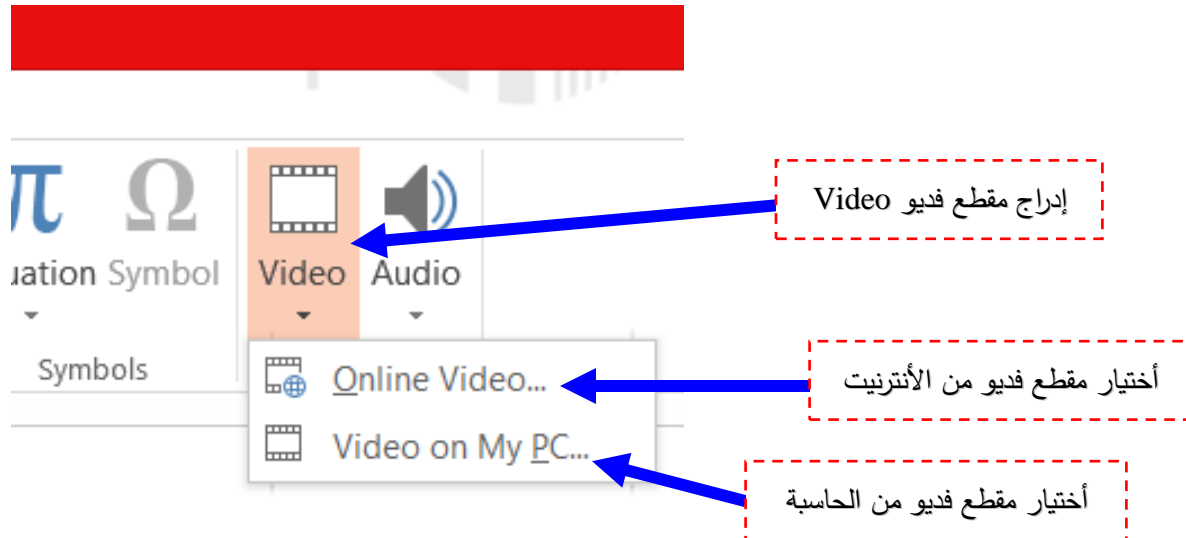 π Ω
uation Symbol
Video Audio
Symbols
Online Video...
Video on My PC...
إدراج مقطع فديو Video
أختيار مقطع فديو من الأنترنيت
أختيار مقطع فديو من الحاسبة